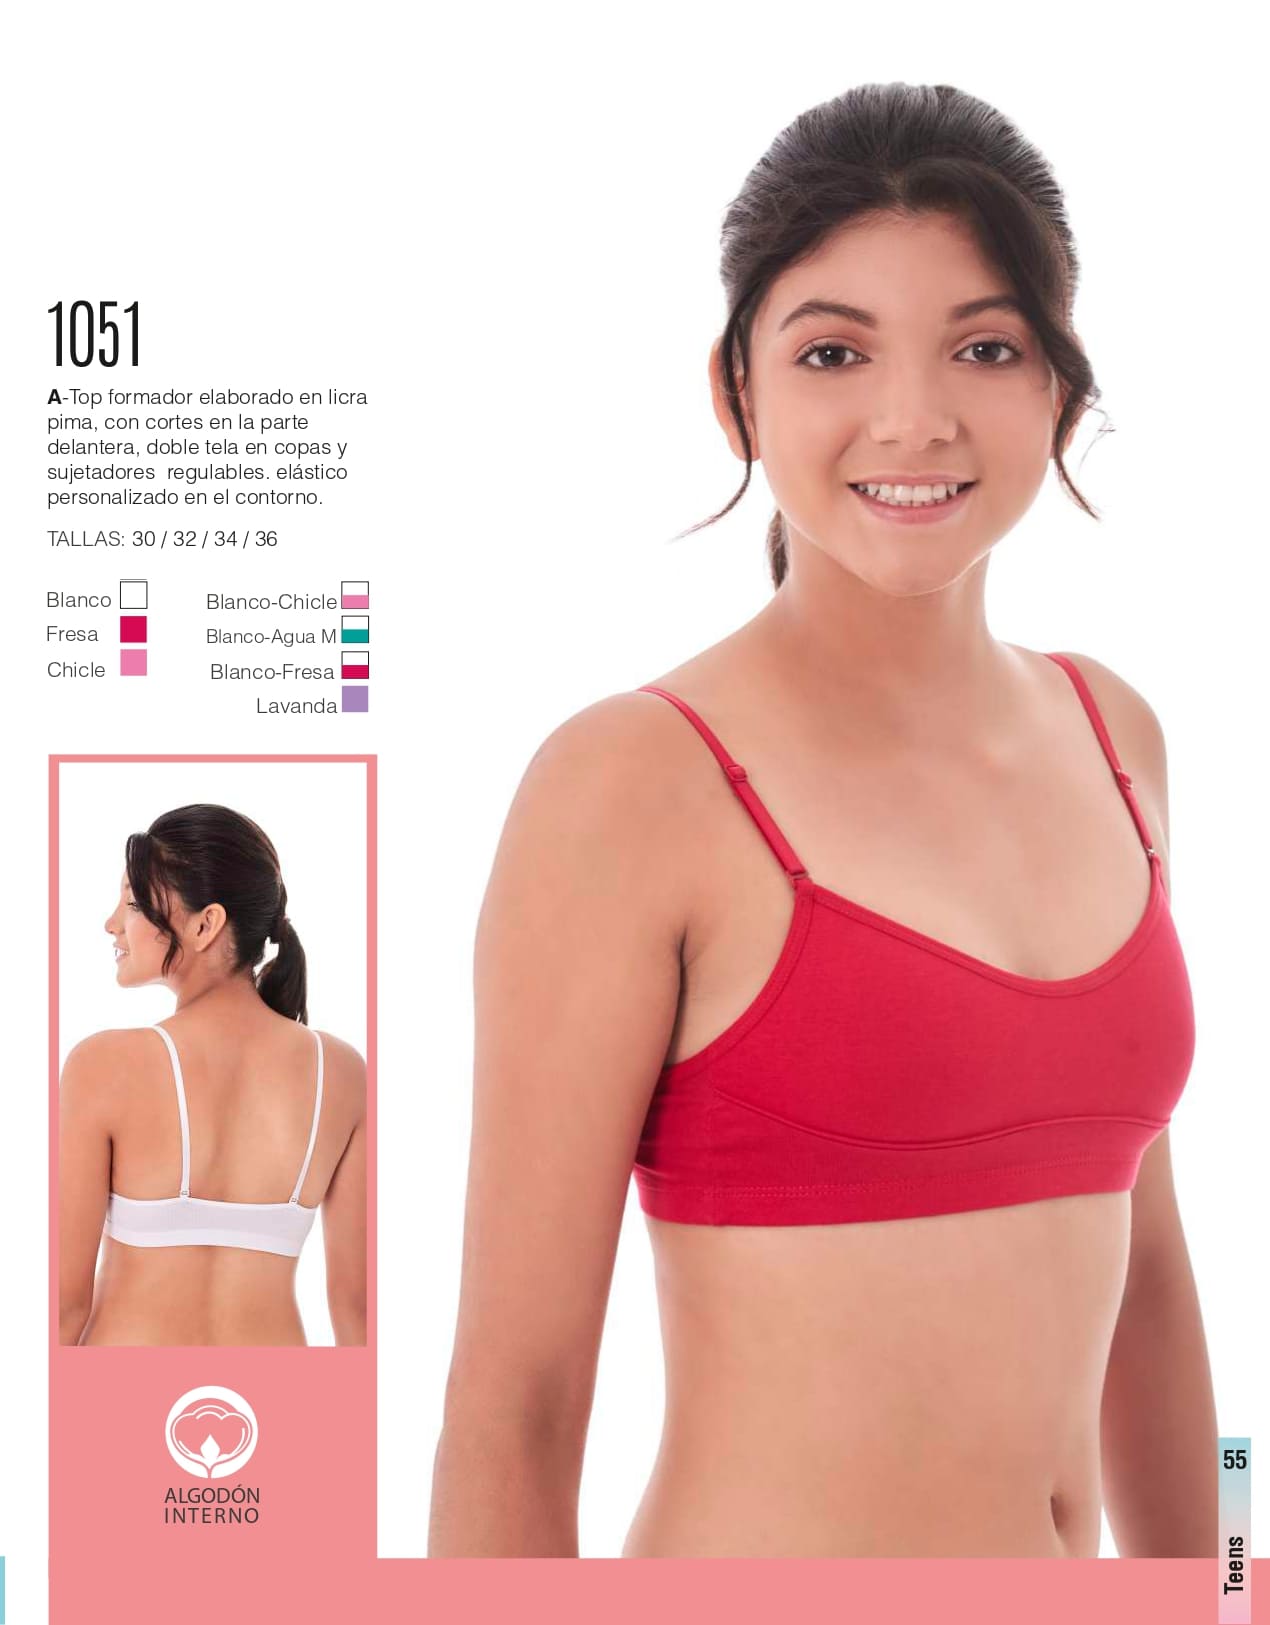 1051
A-Top formador elaborado en licra
pima, con cortes en la parte
delantera, doble tela en copas y
sujetadores  regulables. elástico
personalizado en el contorno.
TALLAS: 30 / 32 / 34 / 36
Blanco
Fresa
Chicle
Blanco-Chicle
Blanco-Agua M
Blanco-Fresa
Lavanda
ALGODÓN
INTERNO
55
Teens